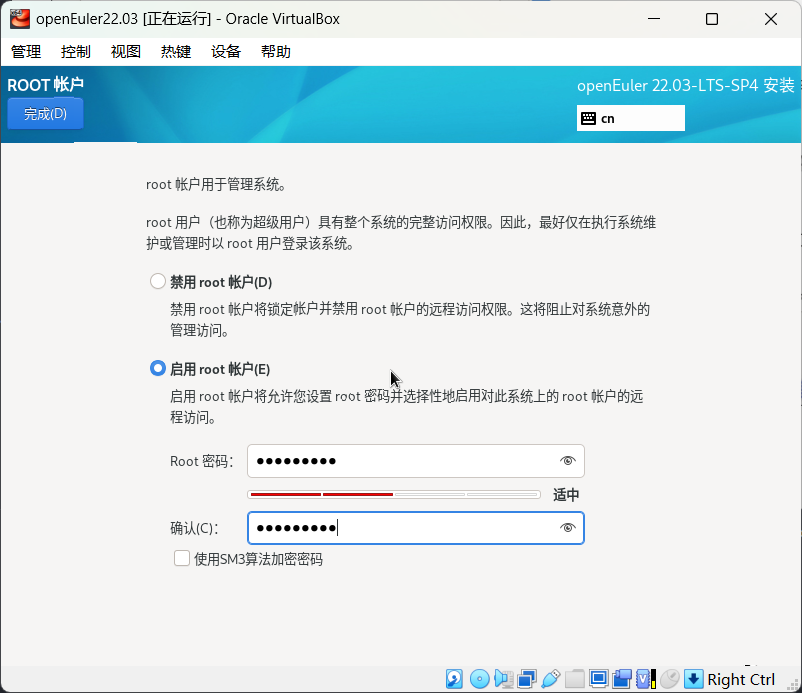 openEuler22.03 [正在运行] - Oracle VirtualBox
管理 控制 视图 热键 设备 帮助
ROOT 帐户
openEuler 22.03-LTS-SP4 安装
完成(D)
cn
root 帐户用于管理系统。
root 用户（也称为超级用户）具有整个系统的完整访问权限。因此，最好仅在执行系统维
护或管理时以 root 用户登录该系统。
禁用 root 帐户(D)
禁用 root 帐户将锁定帐户并禁用 root 帐户的远程访问权限。这将阻止对系统意外的
管理访问。
启用 root 帐户(E)
启用 root 帐户将允许您设置 root 密码并选择性地启用对此系统上的 root 帐户的远
程访问。
Root 密码： ●●●●●●●●●
适中
确认(C)： ●●●●●●●●●
使用SM3算法加密密码
Right Ctrl